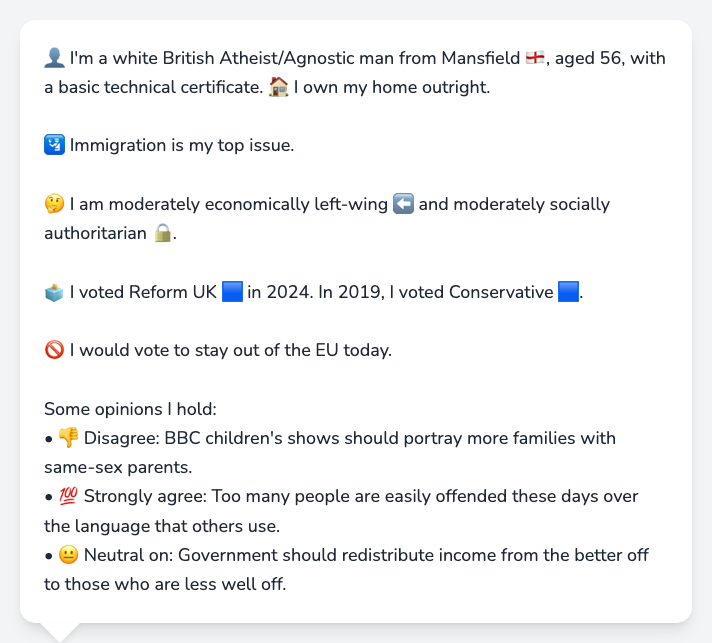 👤 I'm a white British Atheist/Agnostic man from Mansfield 🏴󠁧󠁢󠁥󠁮󠁧󠁿, aged 56, with
a basic technical certificate. 🏠 I own my home outright.
🛂 Immigration is my top issue.
🤔 I am moderately economically left-wing ⬅️ and moderately socially
authoritarian 🔒.
🗳️ I voted Reform UK 🟦 in 2024. In 2019, I voted Conservative 🟦.
🚫 I would vote to stay out of the EU today.
Some opinions I hold:
• 👎 Disagree: BBC children's shows should portray more families with
same-sex parents.
• 💯 Strongly agree: Too many people are easily offended these days over
the language that others use.
• 😐 Neutral on: Government should redistribute income from the better off
to those who are less well off.